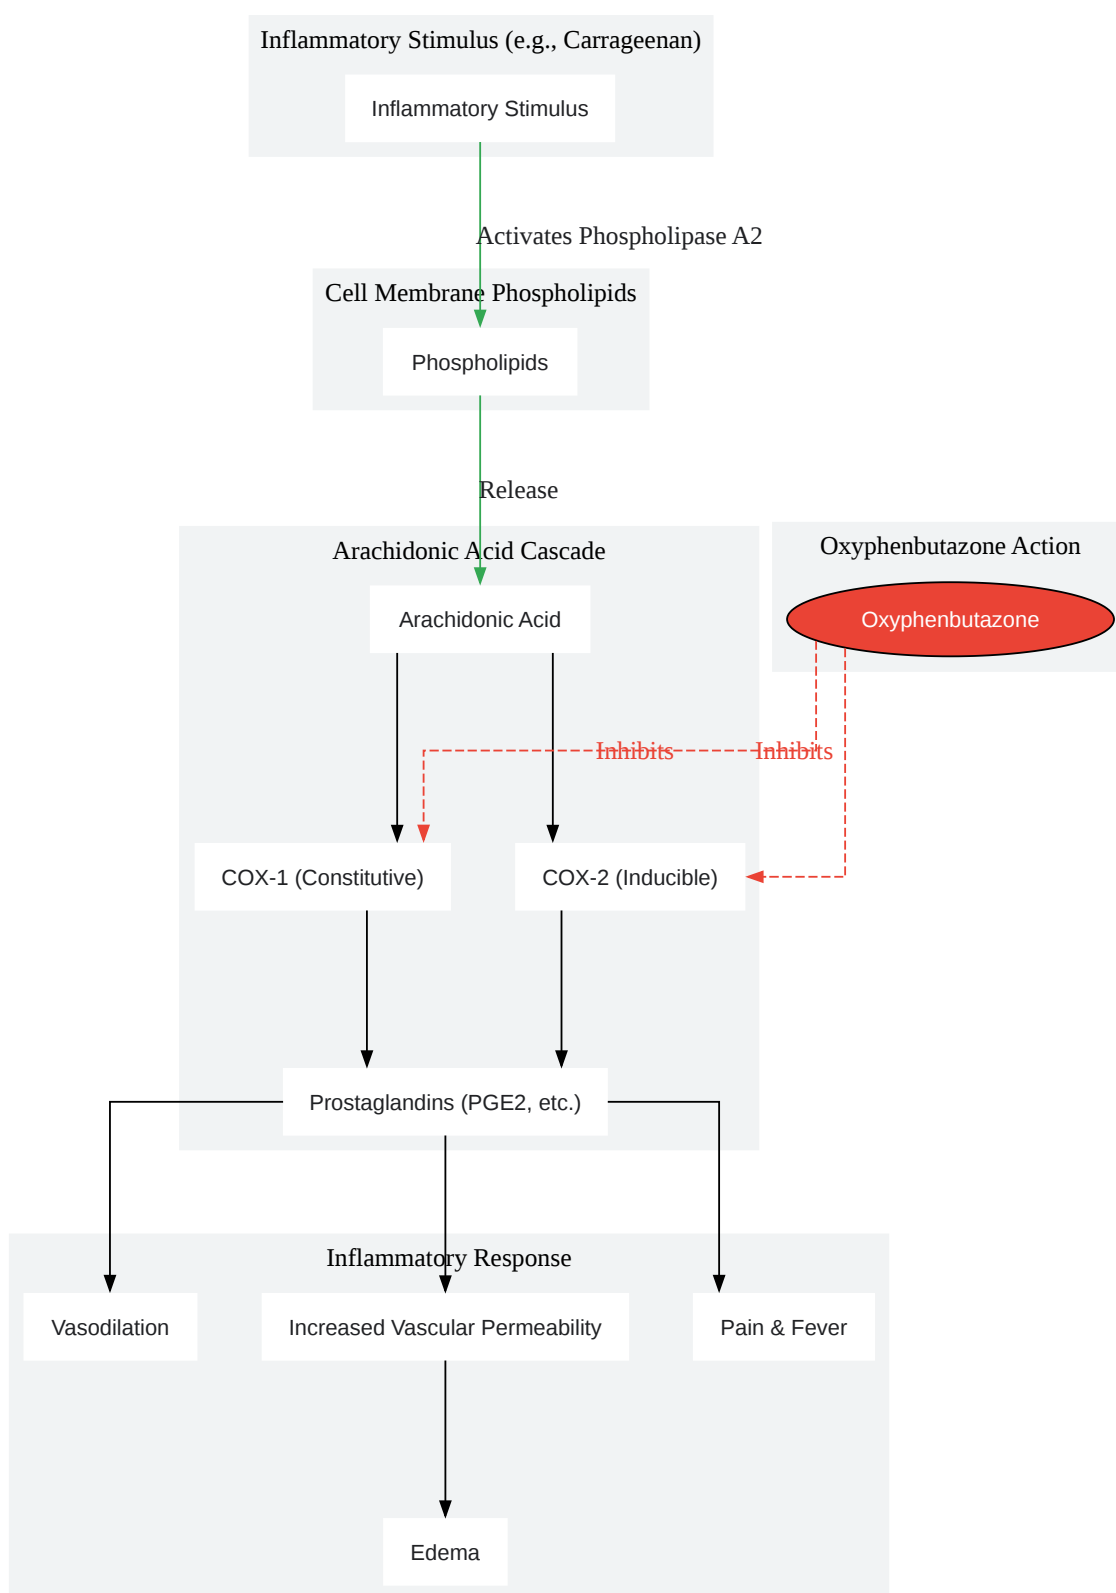 Inflammatory Stimulus (e.g., Carrageenan)
Inflammatory Stimulus
Activates Phospholipase A2
Cell Membrane Phospholipids
Phospholipids
Release
Arachidonic Acid Cascade
Arachidonic Acid
Oxyphenbutazone Action
Oxyphenbutazone
Inhibits
Inhibits
COX-1 (Constitutive)
COX-2 (Inducible)
Prostaglandins (PGE2, etc.)
Inflammatory Response
Vasodilation
Increased Vascular Permeability
Pain & Fever
Edema